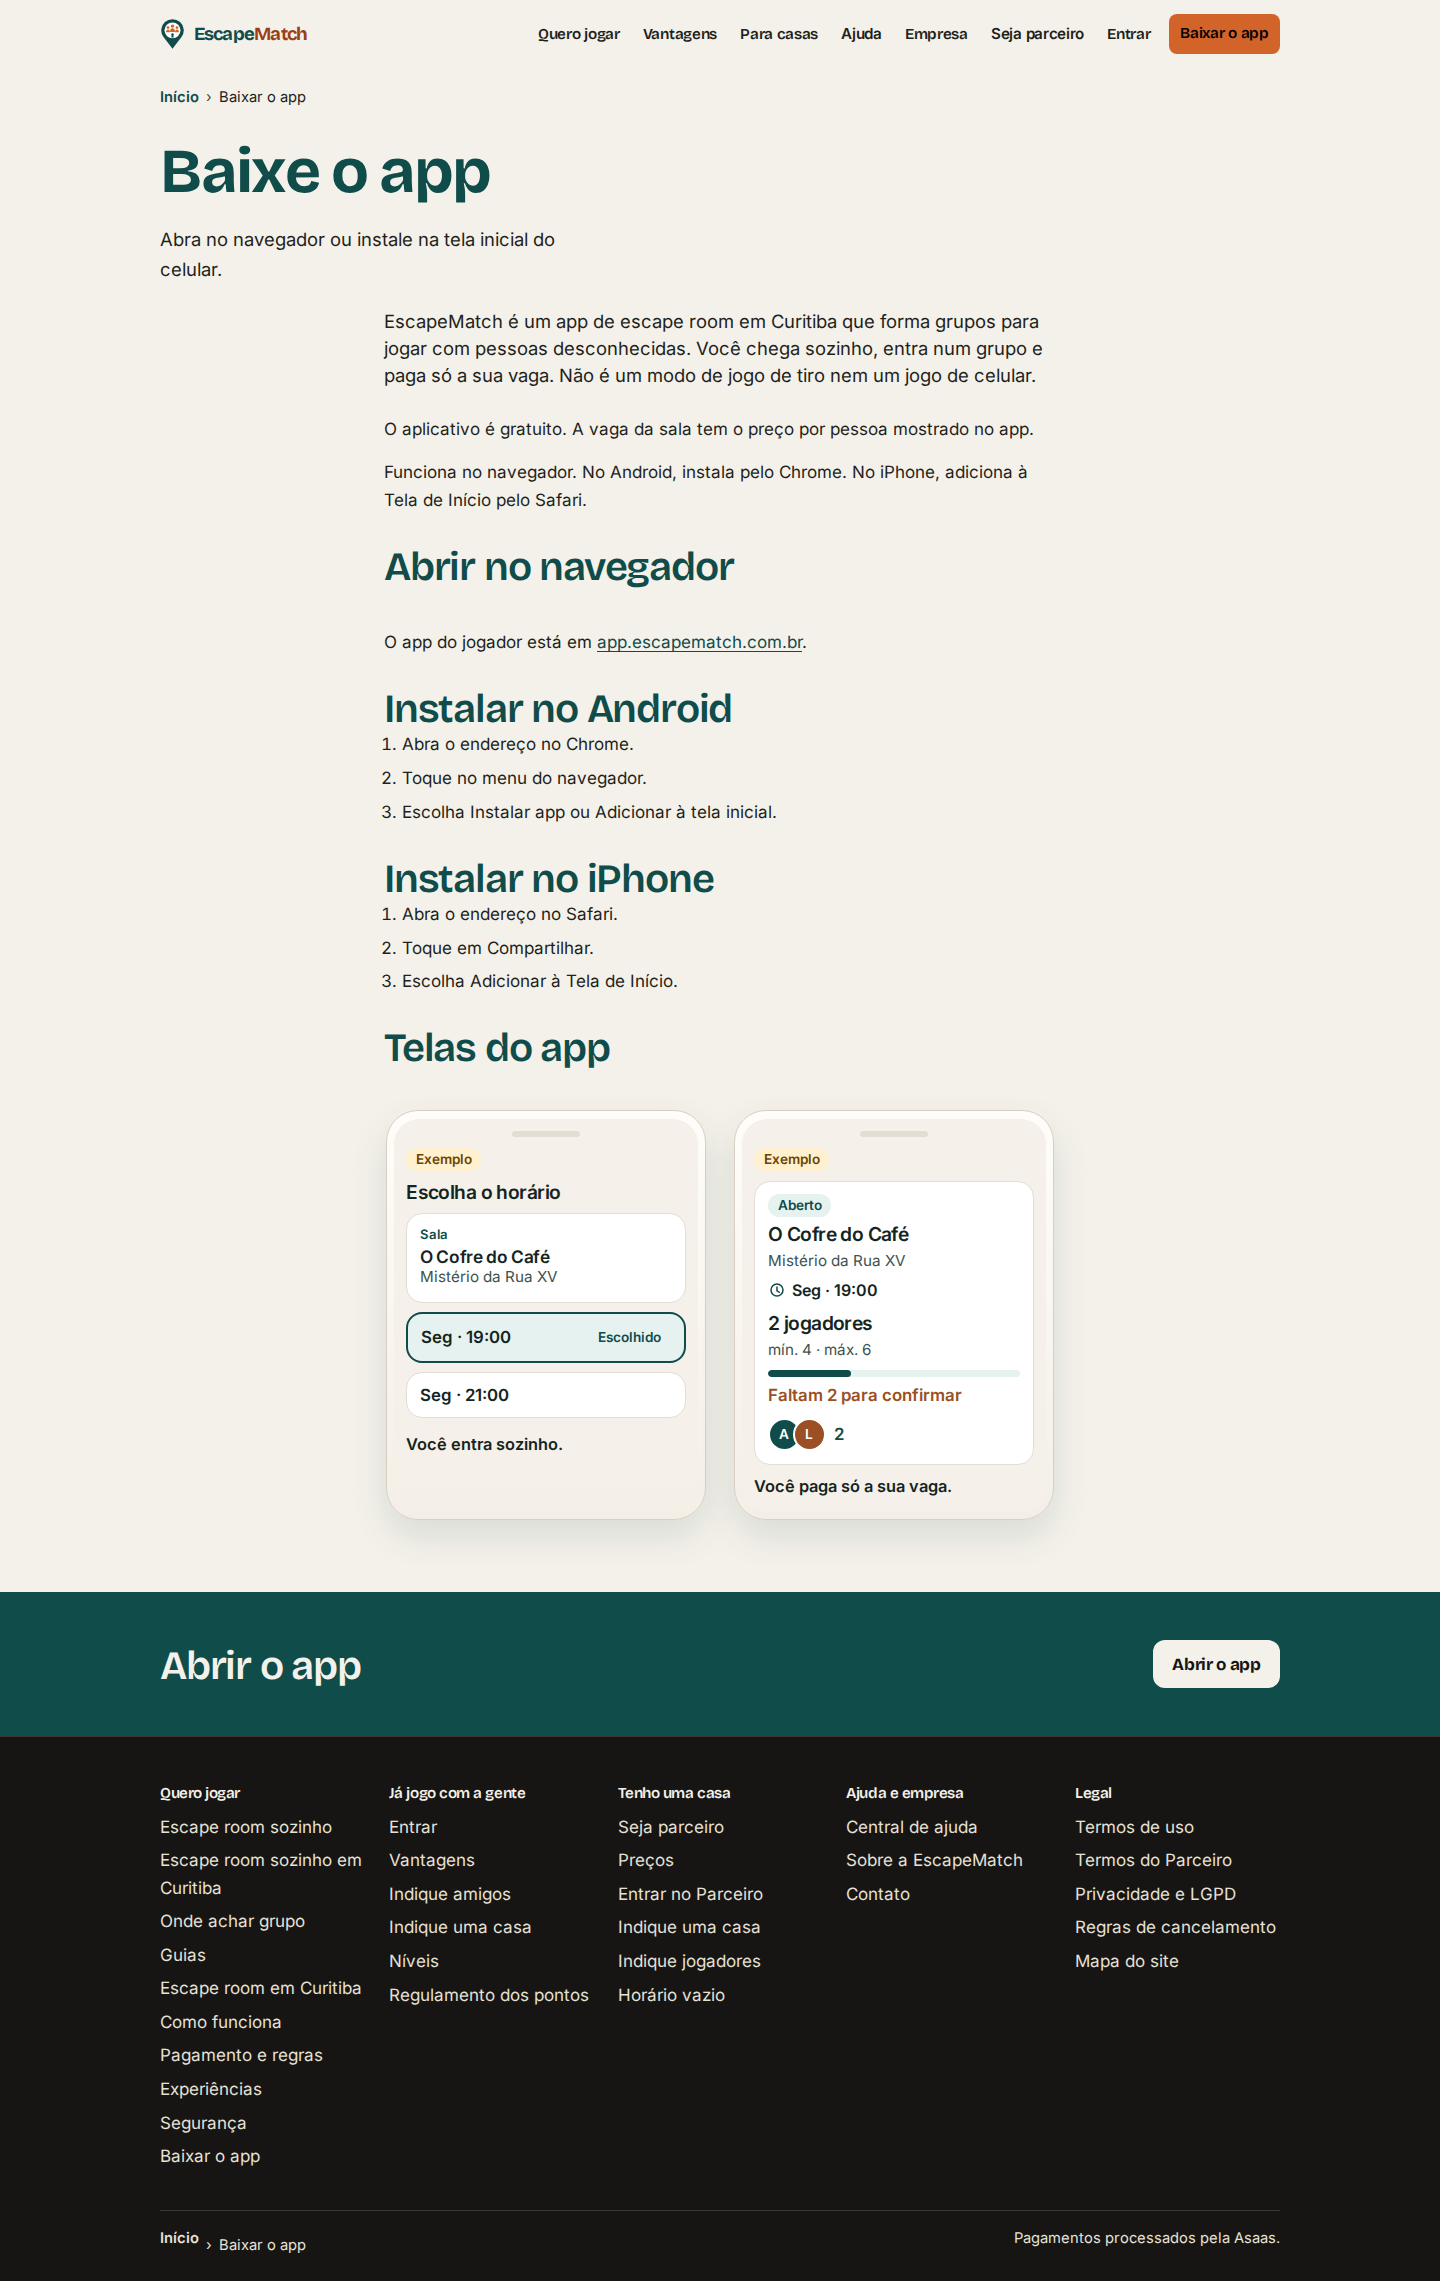 EscapeMatch
Quero jogar Vantagens Para casas Ajuda Empresa Seja parceiro Entrar Baixar o app
Início › Baixar o app
Baixe o app
Abra no navegador ou instale na tela inicial do
celular.
EscapeMatch é um app de escape room em Curitiba que forma grupos para
jogar com pessoas desconhecidas. Você chega sozinho, entra num grupo e
paga só a sua vaga. Não é um modo de jogo de tiro nem um jogo de celular.
O aplicativo é gratuito. A vaga da sala tem o preço por pessoa mostrado no app.
Funciona no navegador. No Android, instala pelo Chrome. No iPhone, adiciona à
Tela de Início pelo Safari.
Abrir no navegador
O app do jogador está em app.escapematch.com.br.
Instalar no Android
1. Abra o endereço no Chrome.
2. Toque no menu do navegador.
3. Escolha Instalar app ou Adicionar à tela inicial.
Instalar no iPhone
1. Abra o endereço no Safari.
2. Toque em Compartilhar.
3. Escolha Adicionar à Tela de Início.
Telas do app
Exemplo
Escolha o horário
Sala
O Cofre do Café
Mistério da Rua XV
Seg · 19:00 Escolhido
Seg · 21:00
Você entra sozinho.
Exemplo
Aberto
O Cofre do Café
Mistério da Rua XV
Seg · 19:00
2 jogadores
mín. 4 · máx. 6
Faltam 2 para confirmar
A L 2
Você paga só a sua vaga.
Abrir o app
Abrir o app
Quero jogar
Escape room sozinho
Escape room sozinho em
Curitiba
Onde achar grupo
Guias
Escape room em Curitiba
Como funciona
Pagamento e regras
Experiências
Segurança
Baixar o app
Já jogo com a gente
Entrar
Vantagens
Indique amigos
Indique uma casa
Níveis
Regulamento dos pontos
Tenho uma casa
Seja parceiro
Preços
Entrar no Parceiro
Indique uma casa
Indique jogadores
Horário vazio
Ajuda e empresa
Central de ajuda
Sobre a EscapeMatch
Contato
Legal
Termos de uso
Termos do Parceiro
Privacidade e LGPD
Regras de cancelamento
Mapa do site
Início › Baixar o app
Pagamentos processados pela Asaas.